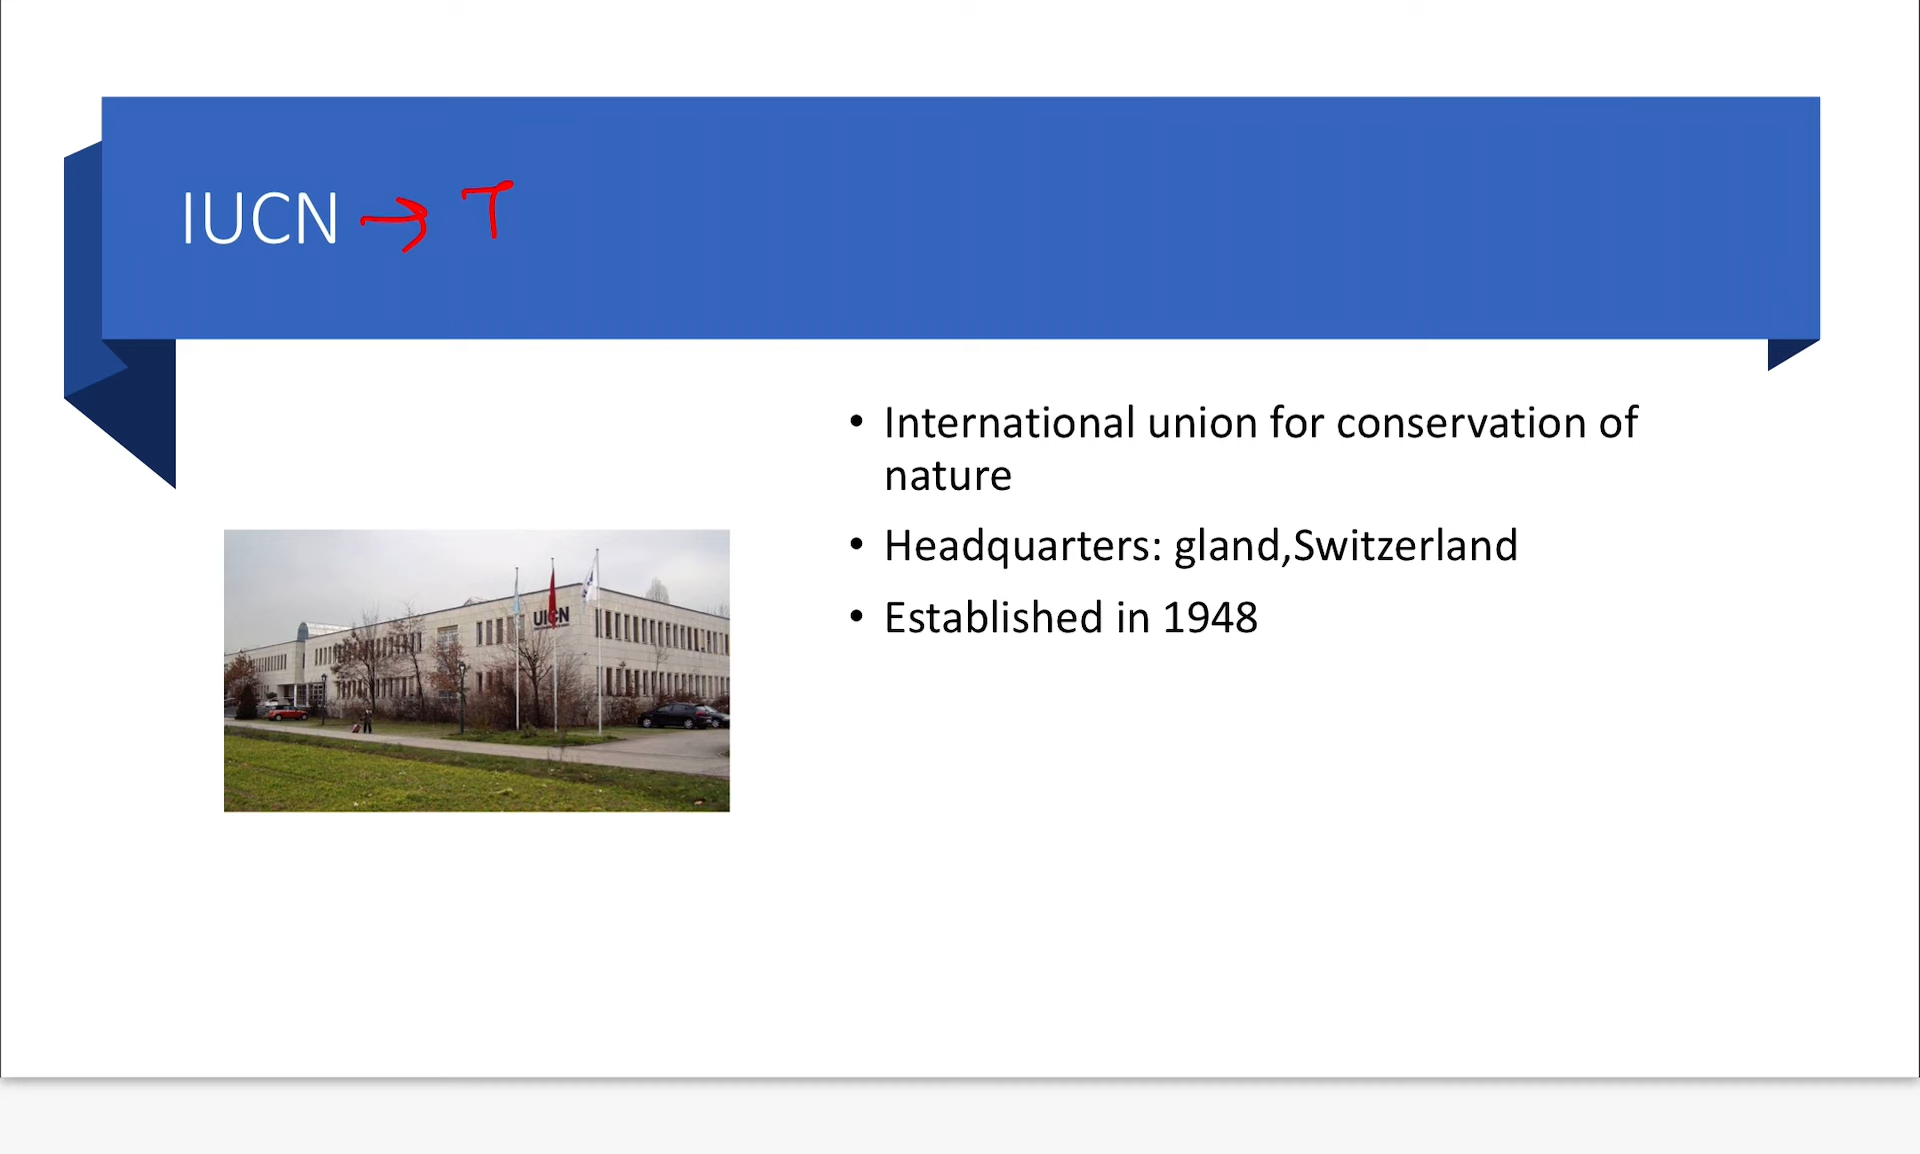 IUCN → T
• International union for conservation of
nature
• Headquarters: gland,Switzerland
• Established in 1948
UICN